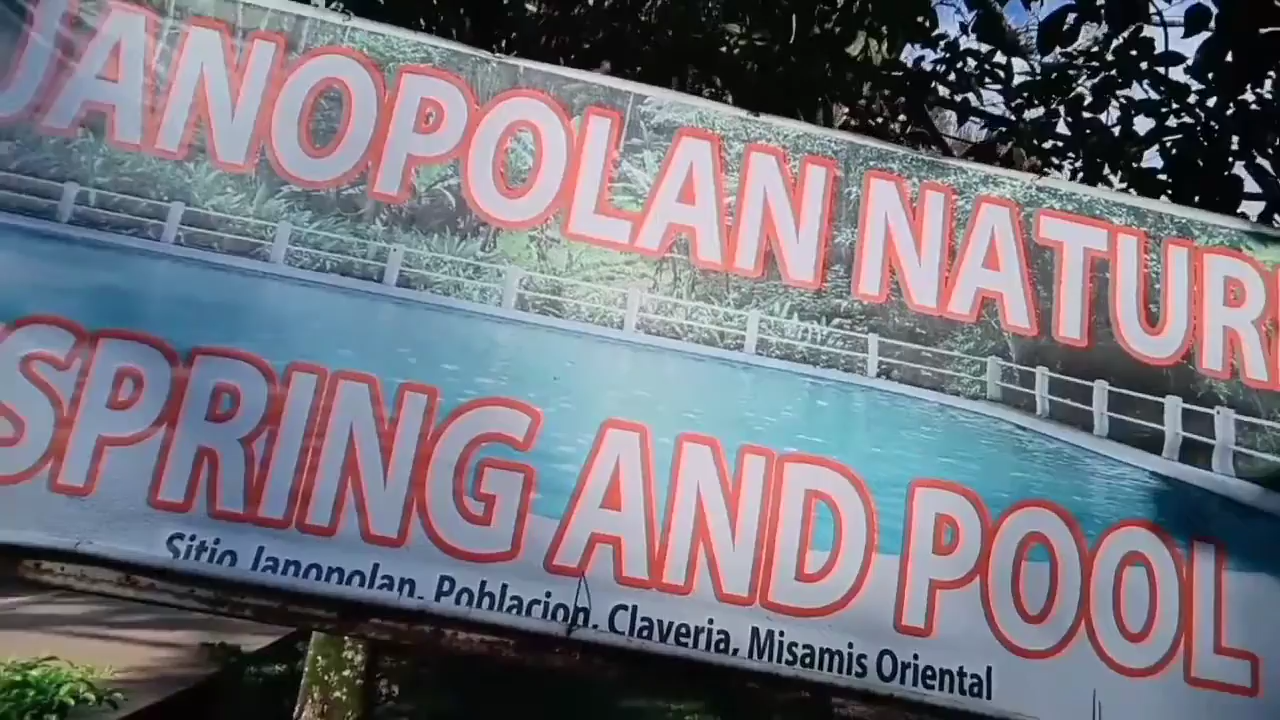 JANOPOLAN NATUR
SPRING AND POOL
Sitio Janopolan, Poblacion, Claveria, Misamis Oriental